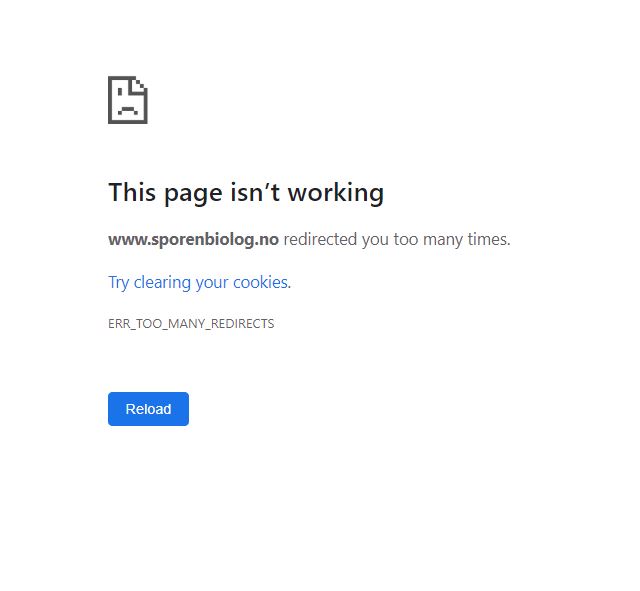 This page isn’t working
www.sporenbiolog.no redirected you too many times.
Try clearing your cookies.
ERR_TOO_MANY_REDIRECTS
Reload